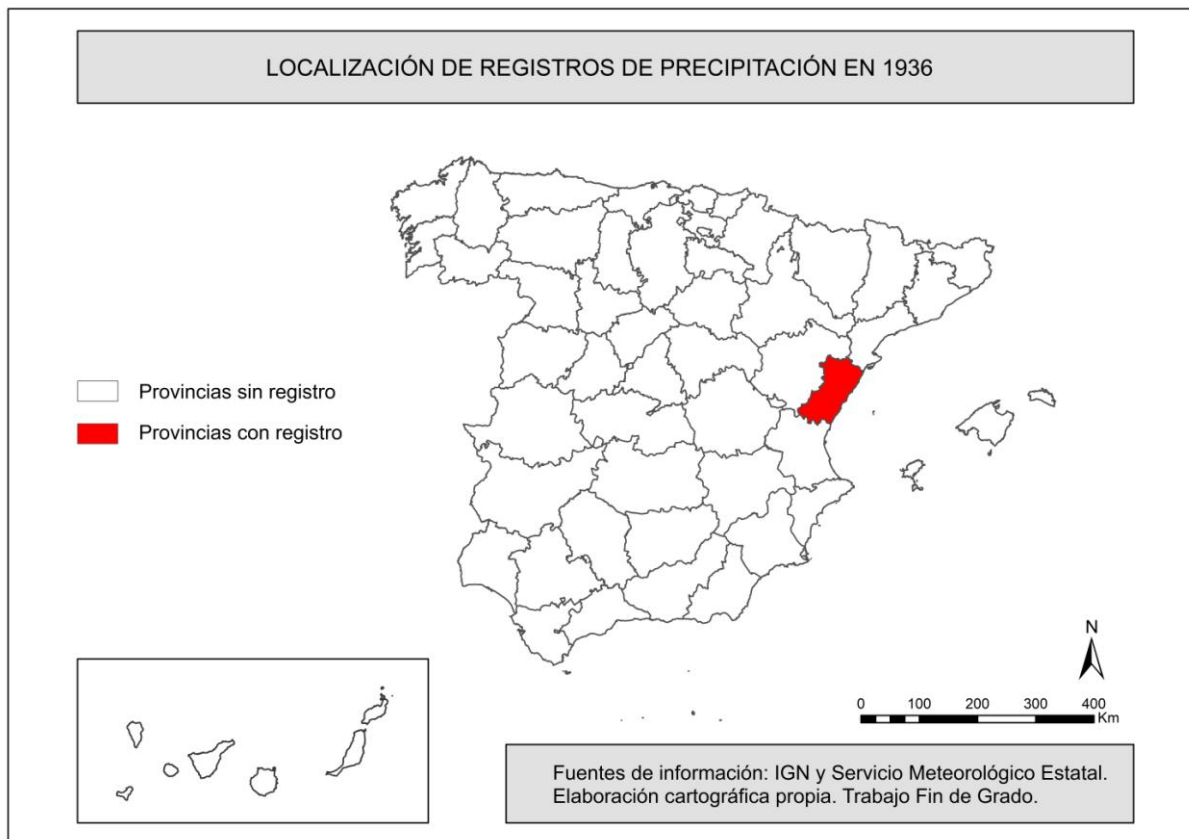 LOCALIZACIÓN DE REGISTROS DE PRECIPITACIÓN EN 1936
Provincias sin registro
Provincias con registro
N
0 100 200 300 400
Km
Fuentes de información: IGN y Servicio Meteorológico Estatal.
Elaboración cartográfica propia. Trabajo Fin de Grado.